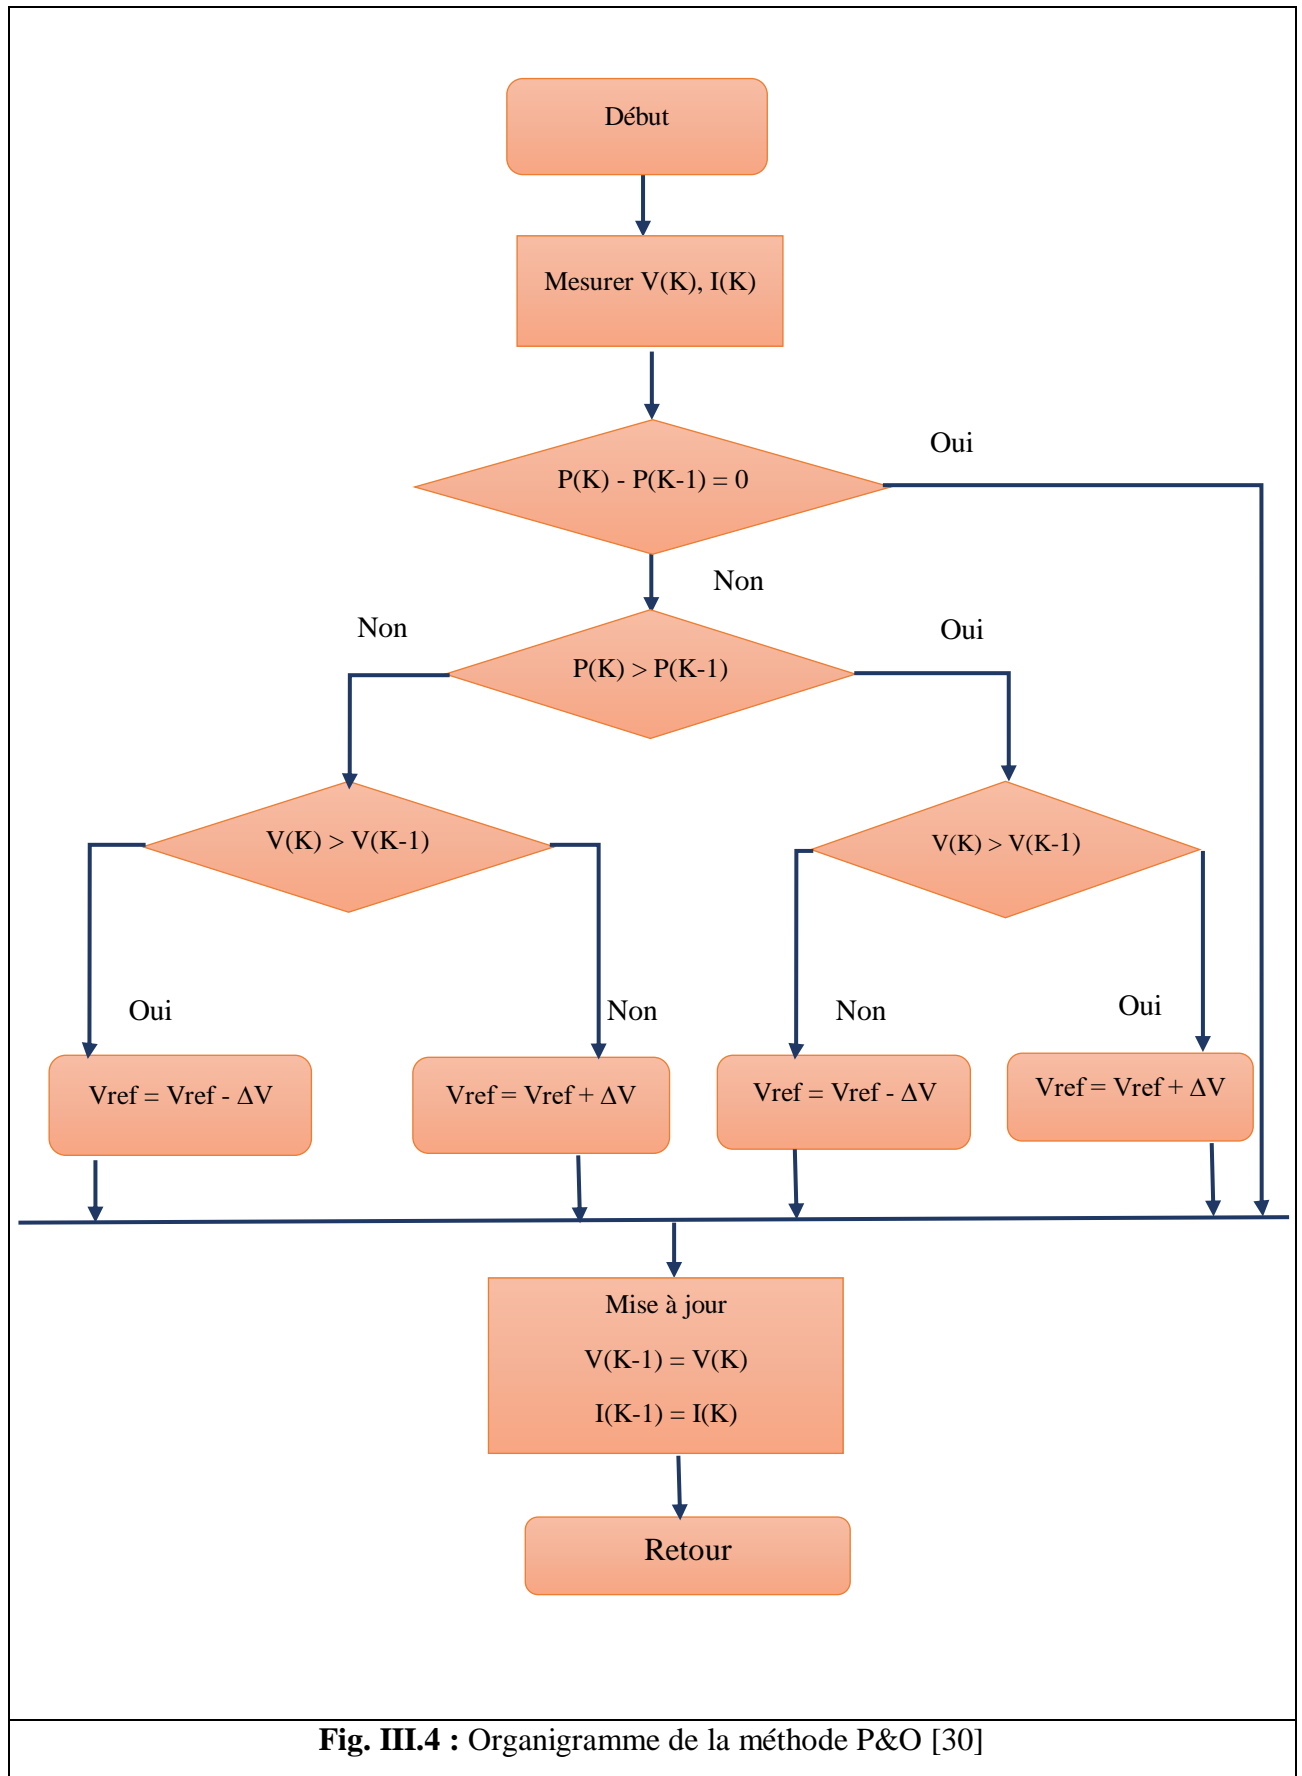 Début
Mesurer V(K), I(K)
Oui
P(K) - P(K-1) = 0
Non
Non
Oui
P(K) > P(K-1)
V(K) > V(K-1)
V(K) > V(K-1)
Oui
Non
Non
Oui
Vref = Vref - ΔV
Vref = Vref + ΔV
Vref = Vref - ΔV
Vref = Vref + ΔV
Mise à jour
V(K-1) = V(K)
I(K-1) = I(K)
Retour
Fig. III.4 : Organigramme de la méthode P&O [30]